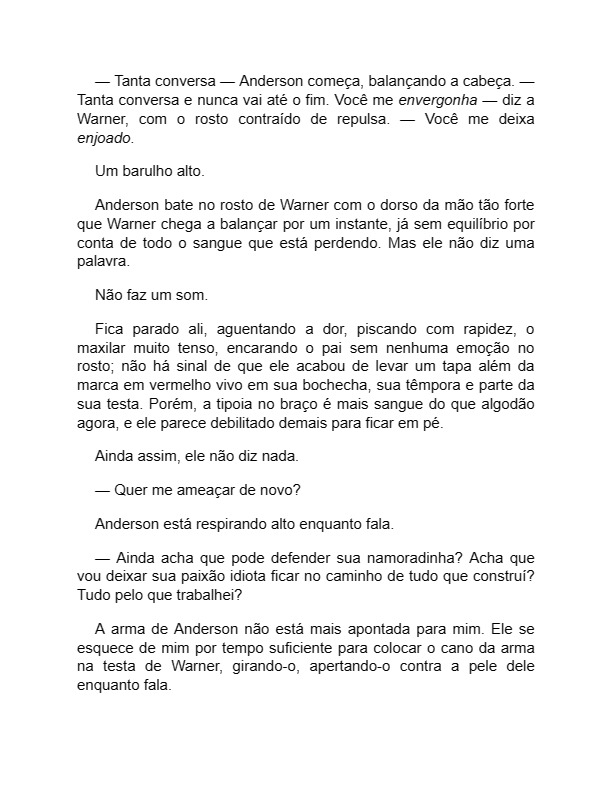 — Tanta conversa — Anderson começa, balançando a cabeça. —
Tanta conversa e nunca vai até o fim. Você me envergonha — diz a
Warner, com o rosto contraído de repulsa. — Você me deixa
enjoado.
Um barulho alto.
Anderson bate no rosto de Warner com o dorso da mão tão forte
que Warner chega a balançar por um instante, já sem equilíbrio por
conta de todo o sangue que está perdendo. Mas ele não diz uma
palavra.
Não faz um som.
Fica parado ali, aguentando a dor, piscando com rapidez, o
maxilar muito tenso, encarando o pai sem nenhuma emoção no
rosto; não há sinal de que ele acabou de levar um tapa além da
marca em vermelho vivo em sua bochecha, sua têmpora e parte da
sua testa. Porém, a tipoia no braço é mais sangue do que algodão
agora, e ele parece debilitado demais para ficar em pé.
Ainda assim, ele não diz nada.
— Quer me ameaçar de novo?
Anderson está respirando alto enquanto fala.
— Ainda acha que pode defender sua namoradinha? Acha que
vou deixar sua paixão idiota ficar no caminho de tudo que construí?
Tudo pelo que trabalhei?
A arma de Anderson não está mais apontada para mim. Ele se
esquece de mim por tempo suficiente para colocar o cano da arma
na testa de Warner, girando-o, apertando-o contra a pele dele
enquanto fala.